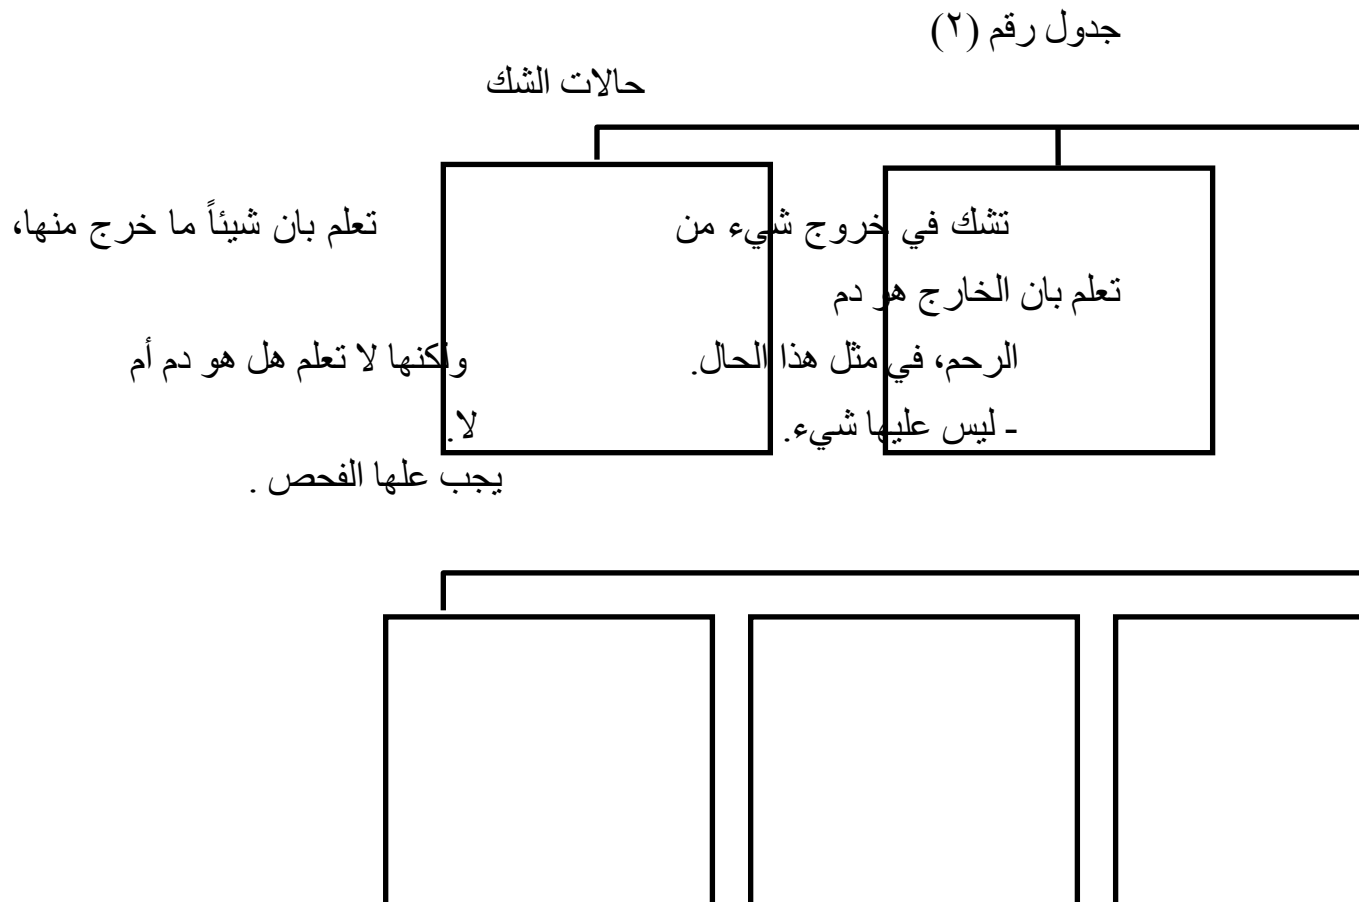 جدول رقم (٢)
حالات الشك
تشك في خروج شيء من تعلم بان شيئاً ما خرج منها،
تعلم بان الخارج هو دم
الرحم، في مثل هذا الحال. ولكنها لا تعلم هل هو دم أم
- ليس عليها شيء. لا.
يجب علها الفحص .